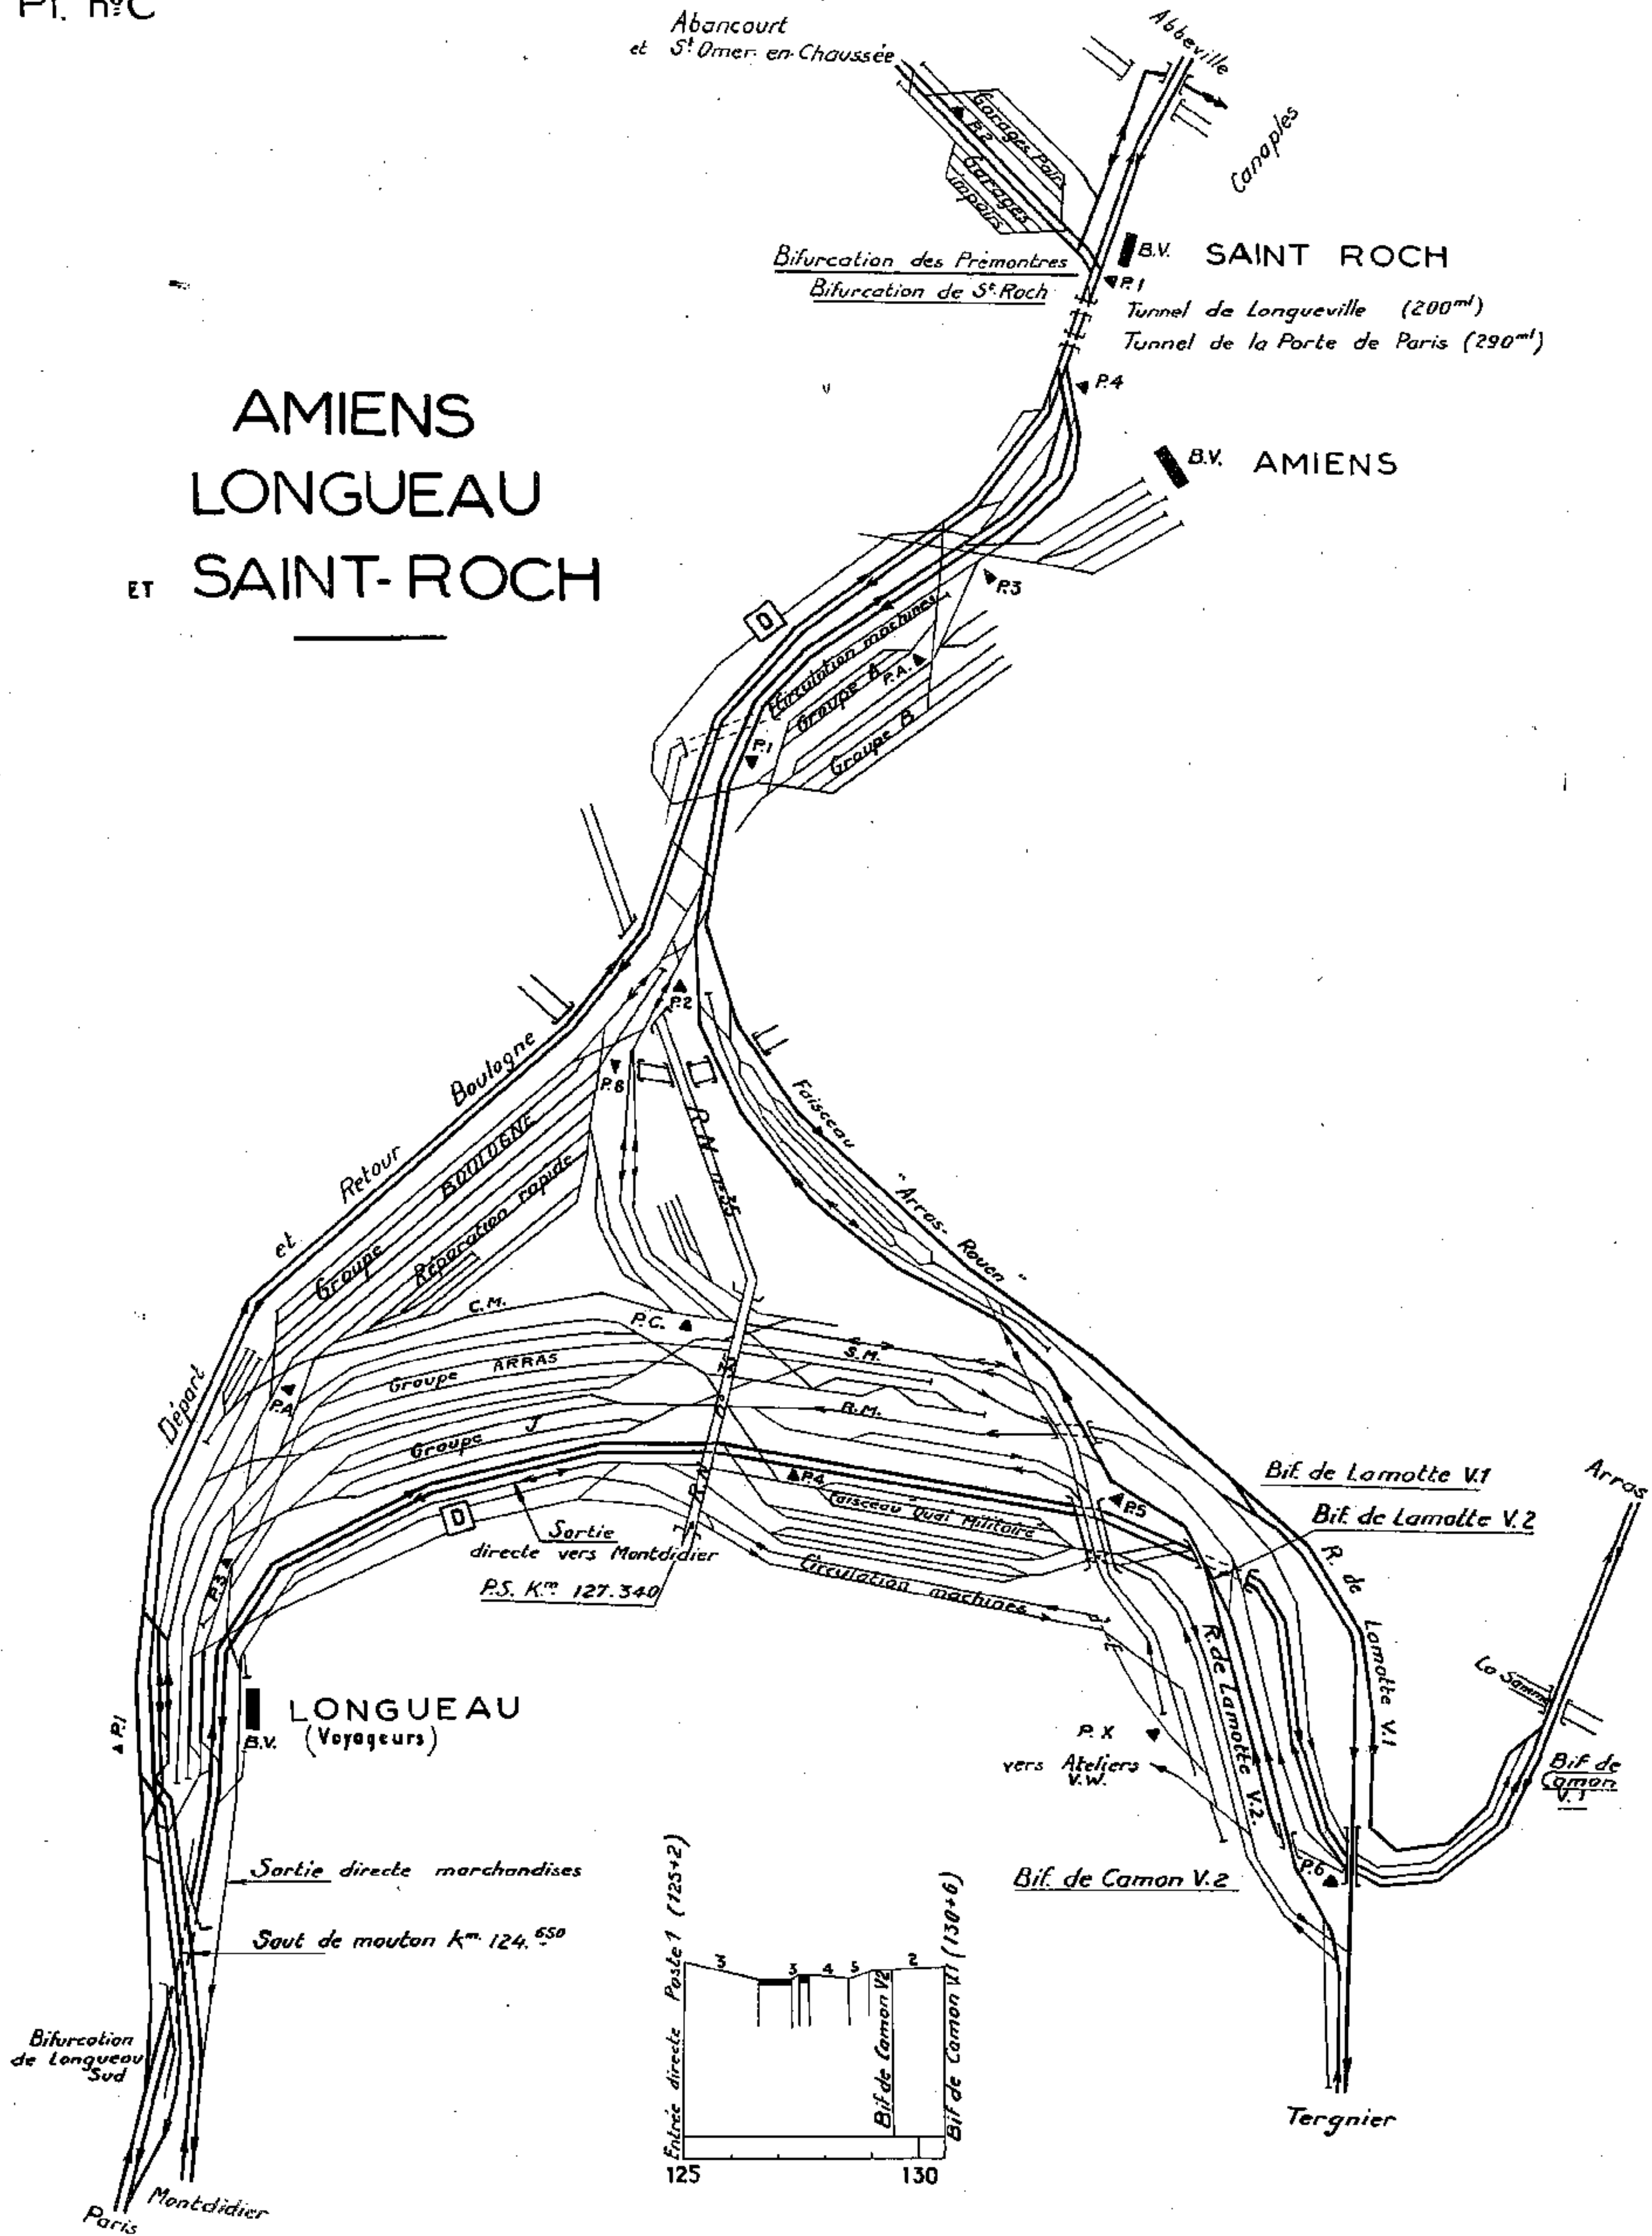 Pl. nº C
Abancourt
et St Omer-en-Chaussée
Abbeville
Canaples
Garages Pair
P.2
Garages
impairs
Bifurcation des Prémontres
Bifurcation de St Roch
B.V. SAINT ROCH
P.1
Tunnel de Longueville (200ml)
Tunnel de la Porte de Paris (290ml)
P.4
AMIENS
LONGUEAU
ET SAINT-ROCH
B.V. AMIENS
P.3
D
Circulation machines
Groupe A
P.A.
Groupe B
P.1
P.2
P.B
R.N. nº 35
Faisceau "Arras-Rouen"
Départ et Retour Boulogne
Groupe BOULOGNE
Réparation rapide
C.M.
P.C.
S.M.
P.A
Groupe ARRAS
R.M.
Groupe J
P.4
P.5
Faisceau Quai Militaire
Bif. de Lamotte V.1
Bif. de Lamotte V.2
Arras
D
Sortie
directe vers Montdidier
P.S. Km 127.340
R.N.
Circulation machines
P.3
R. de Lamotte V.1
R. de Lamotte V.2.
La Somme
LONGUEAU
(Voyageurs)
B.V.
P.1
P.X
vers Ateliers
V.W.
Bif. de
Camon
V.1
P.6
Bif. de Camon V.2
Sortie directe marchandises
Saut de mouton km. 124.650
Bifurcation
de Longueau
Sud
Entrée directe Poste 1 (125+2)
3 3 4 5 2
Bif. de Camon V2
Bif. de Camon V.1 (130+6)
125 130
Tergnier
Montdidier
Paris